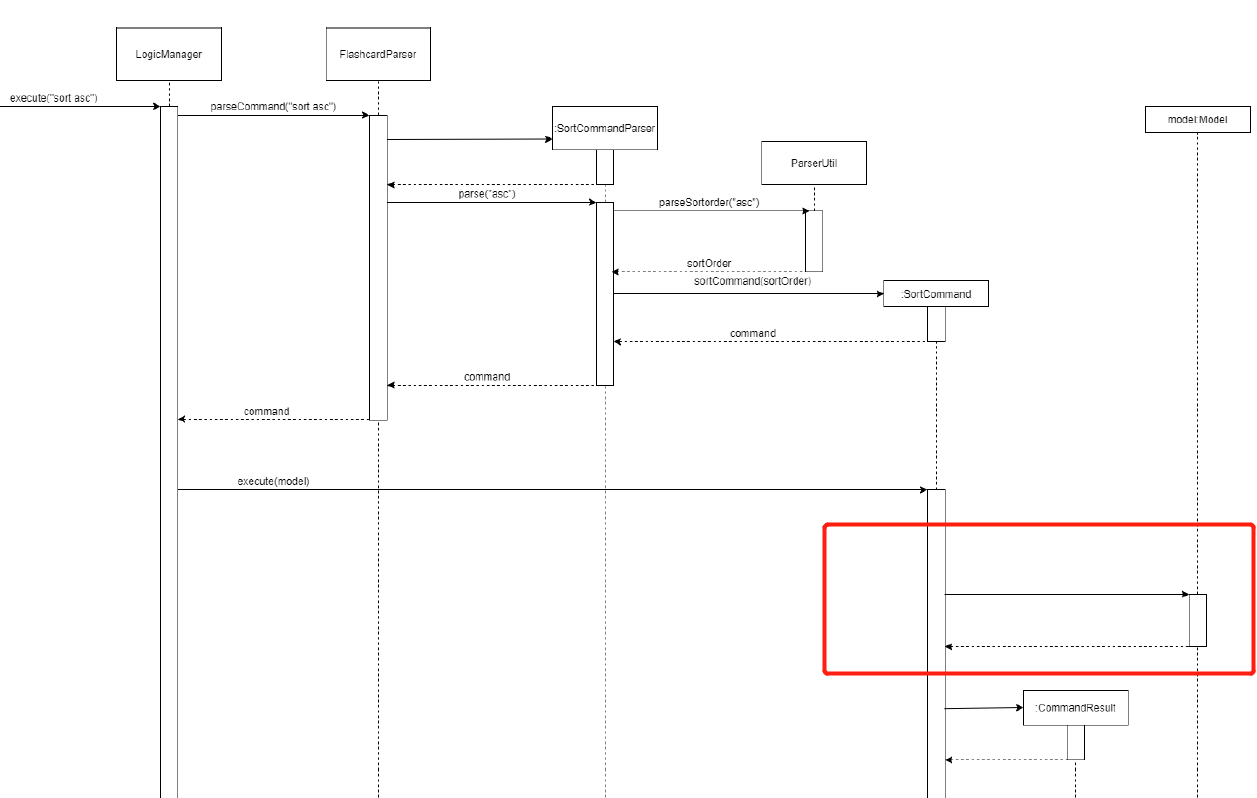 LogicManager
FlashcardParser
execute("sort asc")
parseCommand("sort asc")
:SortCommandParser
model:Model
ParserUtil
parse("asc")
parseSortorder("asc")
sortOrder
sortCommand(sortOrder)
:SortCommand
command
command
command
execute(model)
:CommandResult